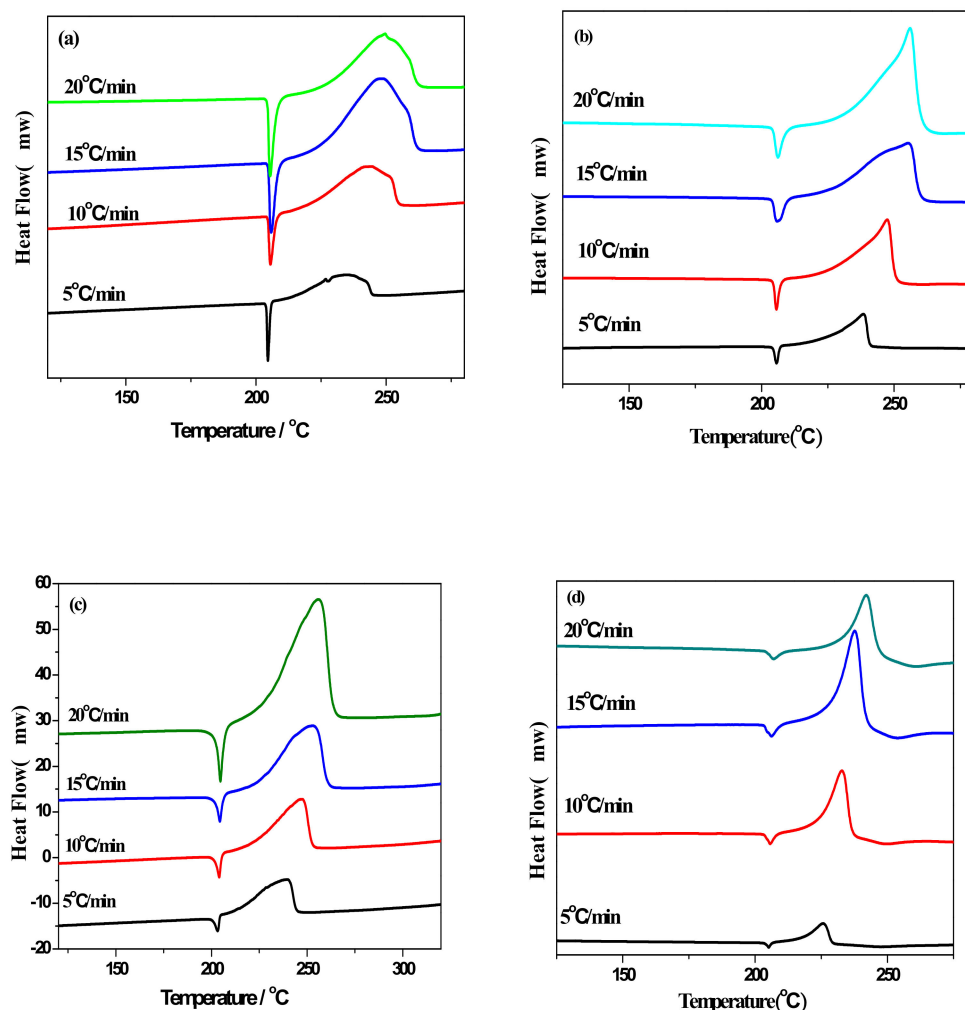 (a)
20°C/min
15°C/min
10°C/min
5°C/min
Heat Flow( mw)
150 200 250
Temperature / °C
(b)
20°C/min
15°C/min
10°C/min
5°C/min
Heat Flow( mw)
150 200 250
Temperature(°C)
(c)
60
50
40
30
20
10
0
-10
-20
20°C/min
15°C/min
10°C/min
5°C/min
Heat Flow( mw)
150 200 250 300
Temperature / °C
(d)
20°C/min
15°C/min
10°C/min
5°C/min
Heat Flow( mw)
150 200 250
Temperature(°C)